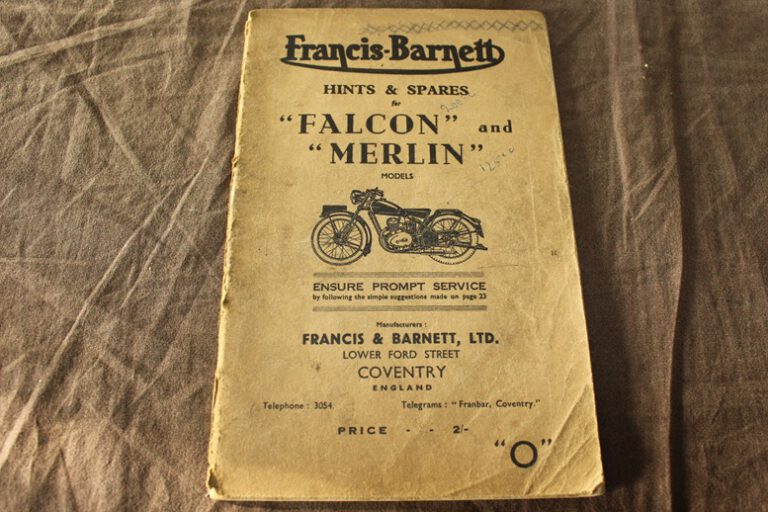 Francis-Barnett
HINTS & SPARES
for
"FALCON" and
"MERLIN"
MODELS
ENSURE PROMPT SERVICE
by following the simple suggestions made on page 23
Manufacturers :
FRANCIS & BARNETT, LTD.
LOWER FORD STREET
COVENTRY
ENGLAND
Telephone : 3054. Telegrams : "Franbar, Coventry."
PRICE - - 2/-
"O"